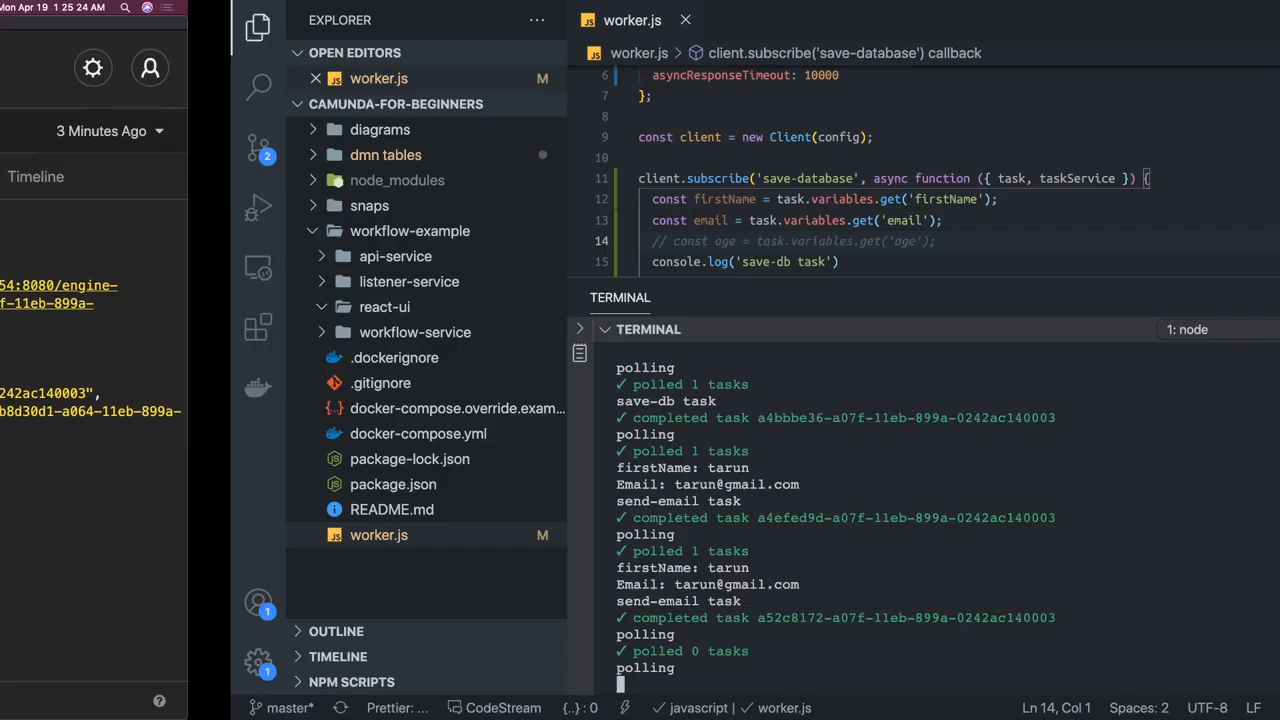 Mon Apr 19 1 25 24 AM
3 Minutes Ago
Timeline
54:8080/engine-
f-11eb-899a-
0242ac140003",
b8d30d1-a064-11eb-899a-
EXPLORER
OPEN EDITORS
JS worker.js M
CAMUNDA-FOR-BEGINNERS
diagrams
dmn tables
node_modules
snaps
workflow-example
api-service
listener-service
react-ui
workflow-service
.dockerignore
.gitignore
docker-compose.override.exam...
docker-compose.yml
package-lock.json
package.json
README.md
JS worker.js M
OUTLINE
TIMELINE
NPM SCRIPTS
2
1
1
JS worker.js
JS worker.js > client.subscribe('save-database') callback
6 asyncResponseTimeout: 10000
7 };
8
9 const client = new Client(config);
10
11 client.subscribe('save-database', async function ({ task, taskService }) {
12 const firstName = task.variables.get('firstName');
13 const email = task.variables.get('email');
14 // const age = task.variables.get('age');
15 console.log('save-db task')
TERMINAL
TERMINAL
1: node
polling
✓ polled 1 tasks
save-db task
✓ completed task a4bbbe36-a07f-11eb-899a-0242ac140003
polling
✓ polled 1 tasks
firstName: tarun
Email: tarun@gmail.com
send-email task
✓ completed task a4efed9d-a07f-11eb-899a-0242ac140003
polling
✓ polled 1 tasks
firstName: tarun
Email: tarun@gmail.com
send-email task
✓ completed task a52c8172-a07f-11eb-899a-0242ac140003
polling
✓ polled 0 tasks
polling
master* Prettier: ... CodeStream {..} : 0 ✓ javascript | ✓ worker.js Ln 14, Col 1 Spaces: 2 UTF-8 LF